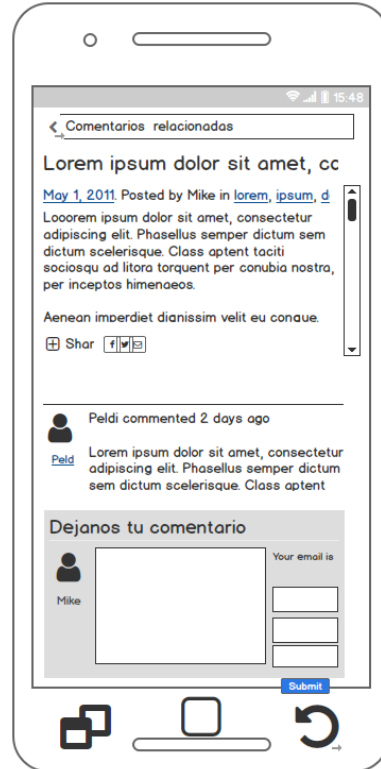 15:48
Comentarios relacionadas
Lorem ipsum dolor sit amet, cc
May 1, 2011. Posted by Mike in lorem, ipsum, d
Looorem ipsum dolor sit amet, consectetur
adipiscing elit. Phasellus semper dictum sem
dictum scelerisque. Class aptent taciti
sociosqu ad litora torquent per conubia nostra,
per inceptos himenaeos.
Aenean imperdiet dianissim velit eu conaue.
Shar
Peldi commented 2 days ago
Peld
Lorem ipsum dolor sit amet, consectetur
adipiscing elit. Phasellus semper dictum
sem dictum scelerisque. Class aptent
Dejanos tu comentario
Your email is
Mike
Submit